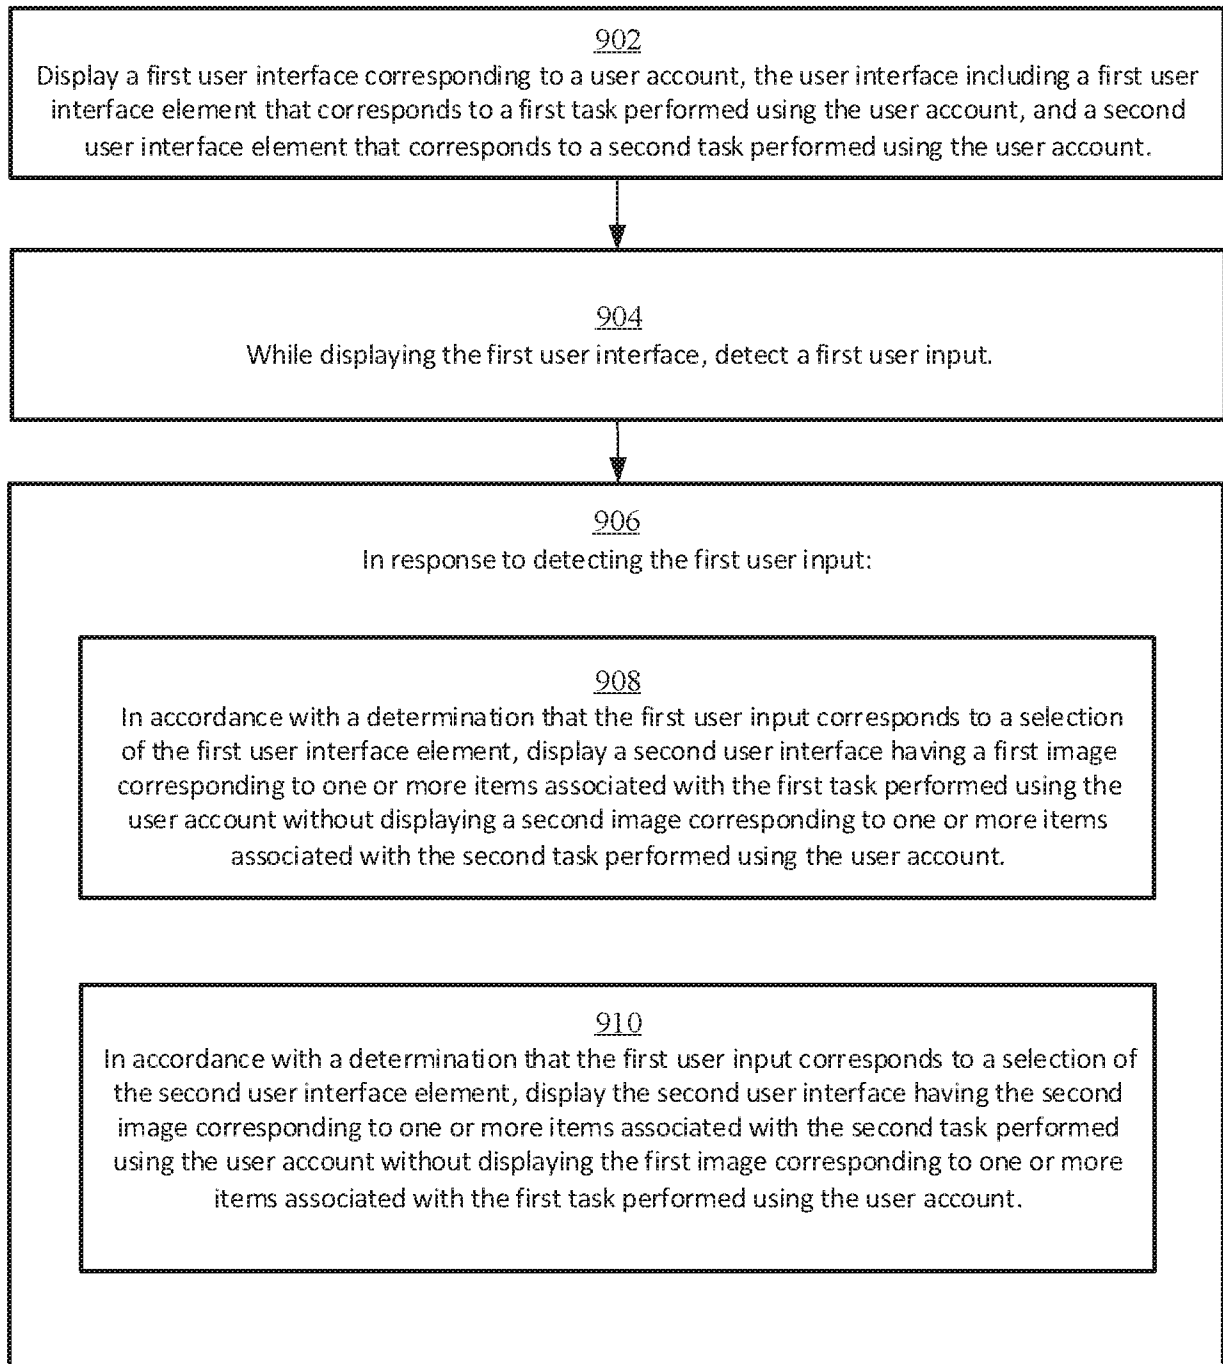 902
Display a first user interface corresponding to a user account, the user interface including a first user
interface element that corresponds to a first task performed using the user account, and a second
user interface element that corresponds to a second task performed using the user account.
904
While displaying the first user interface, detect a first user input.
906
In response to detecting the first user input:
908
In accordance with a determination that the first user input corresponds to a selection
of the first user interface element, display a second user interface having a first image
corresponding to one or more items associated with the first task performed using the
user account without displaying a second image corresponding to one or more items
associated with the second task performed using the user account.
910
In accordance with a determination that the first user input corresponds to a selection of
the second user interface element, display the second user interface having the second
image corresponding to one or more items associated with the second task performed
using the user account without displaying the first image corresponding to one or more
items associated with the first task performed using the user account.